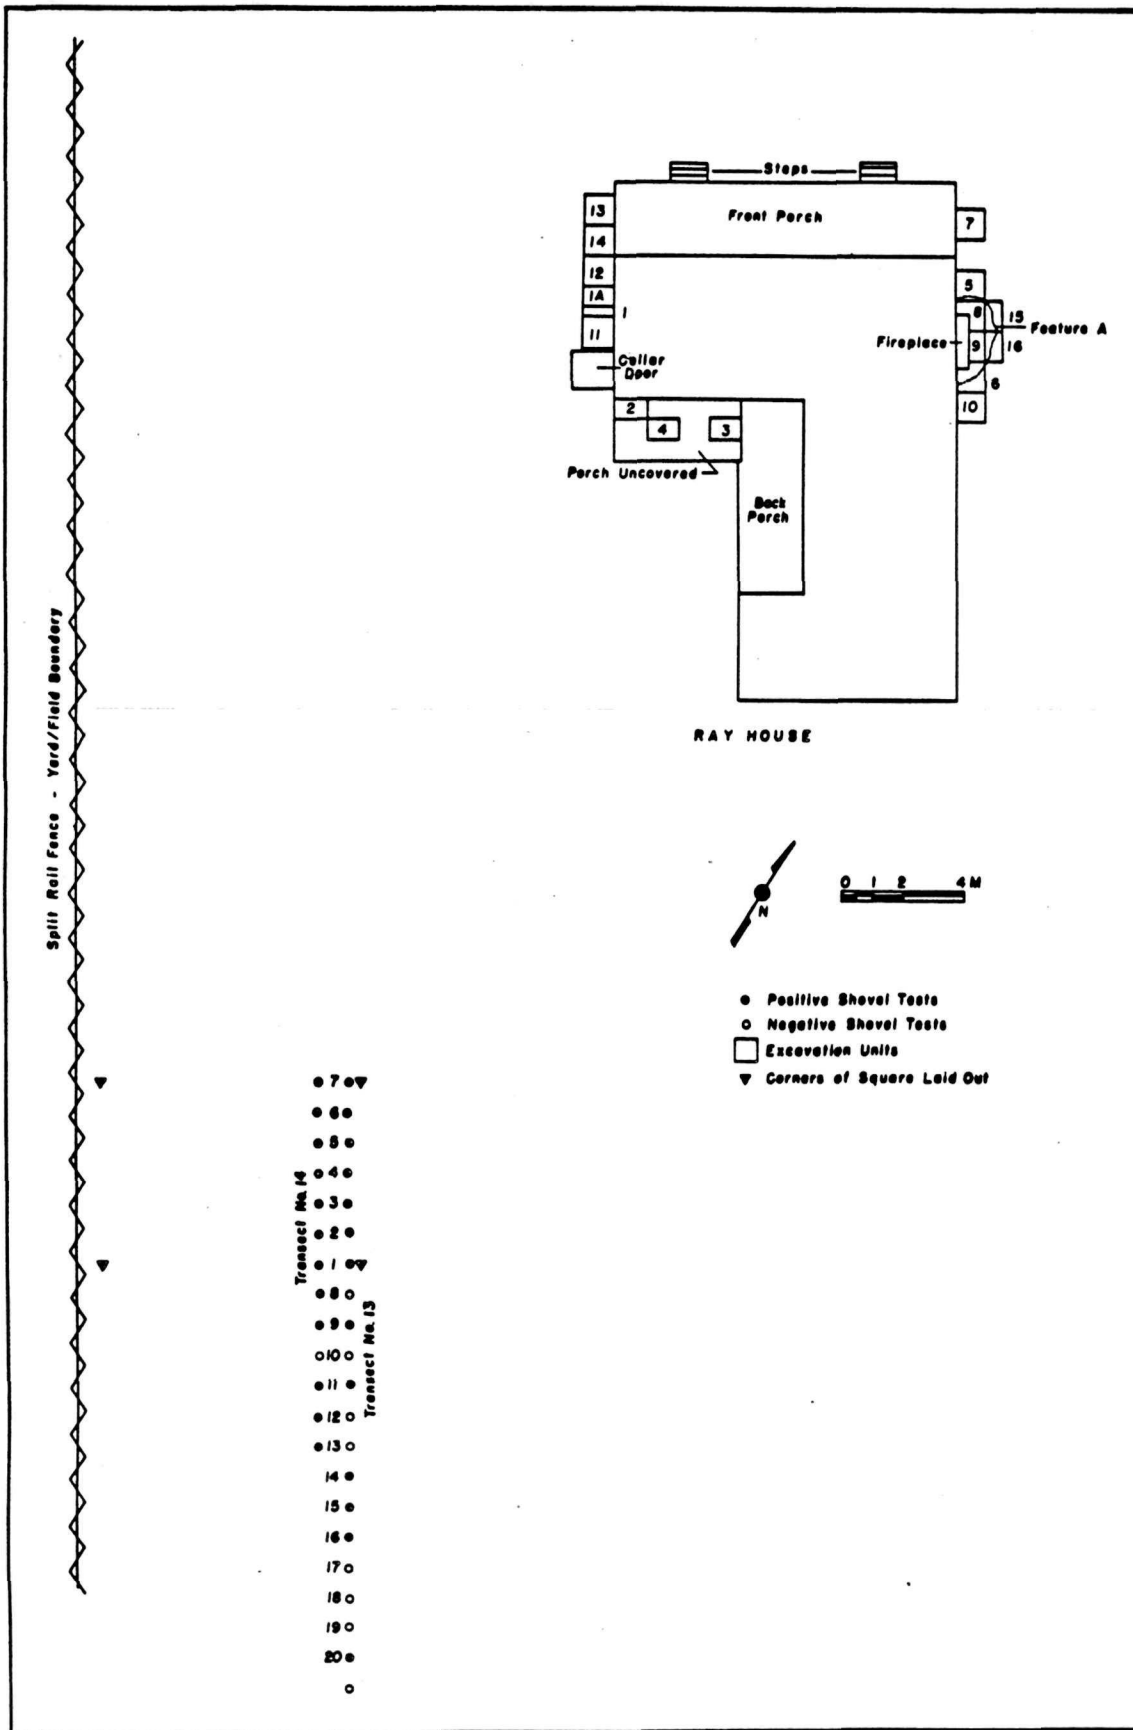 Steps
Front Porch
13
14
12
1A
1
11
Cellar
Door
7
5
8
15
Feature A
Fireplace
9
16
6
10
2
4
3
Porch Uncovered
Back
Porch
RAY HOUSE
Split Rail Fence - Yard/Field Boundary
N
0 1 2 4 M
Positive Shovel Tests
Negative Shovel Tests
Excavation Units
Corners of Square Laid Out
Transect No. 14
7
6
5
4
3
2
1
8
9
10
11
12
13
14
15
16
17
18
19
20
Transect No. 13